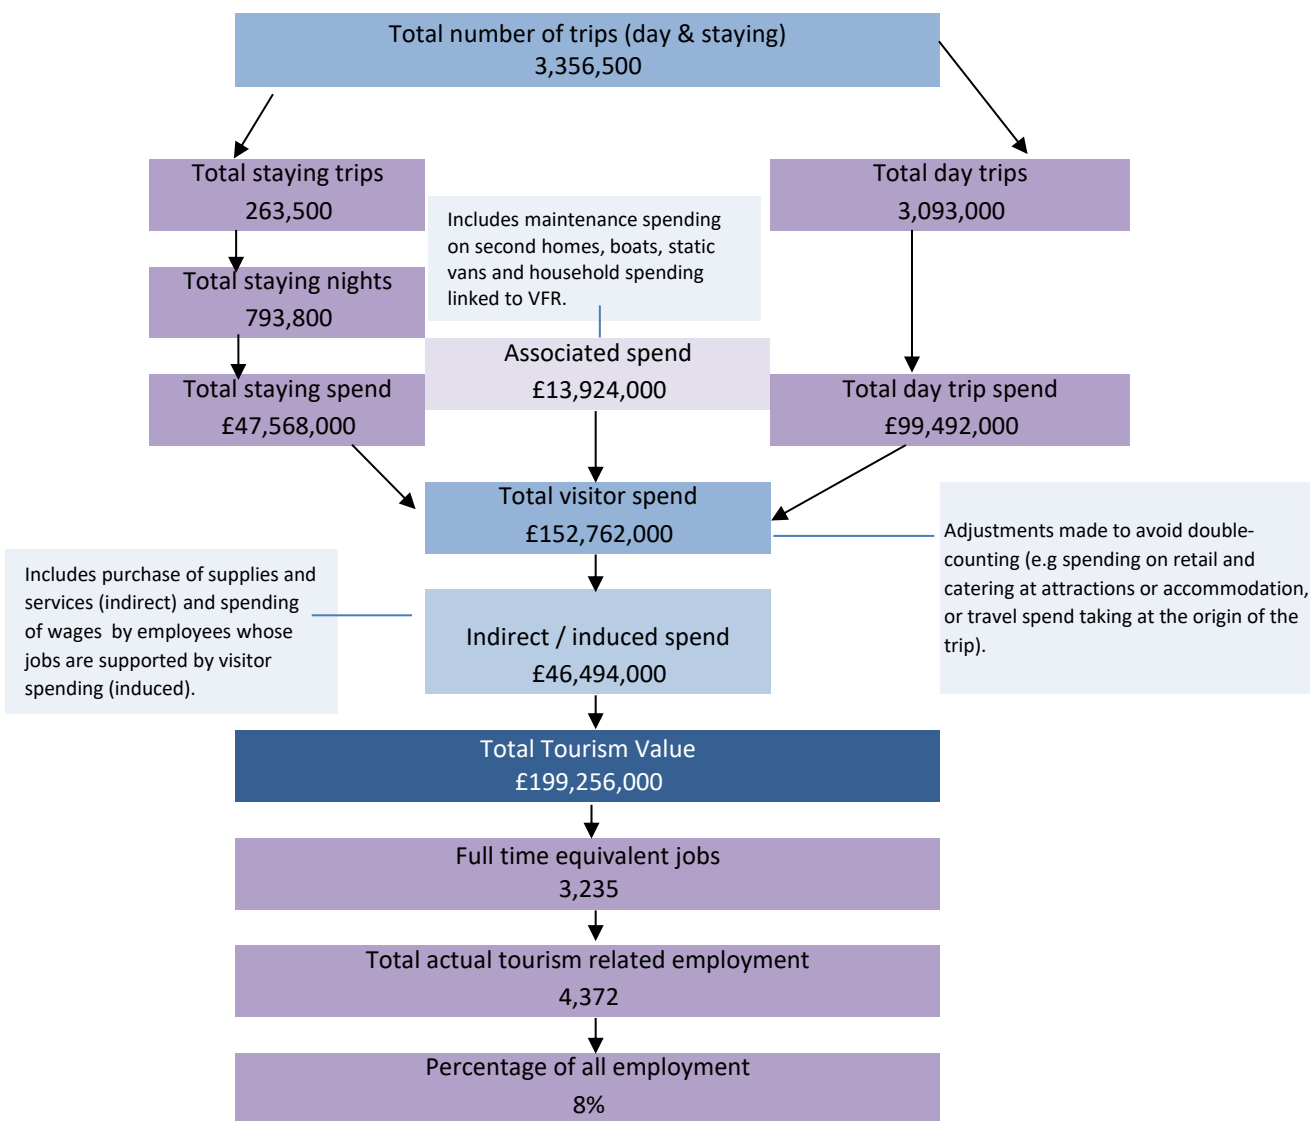 Total number of trips (day & staying)
3,356,500
Total staying trips
263,500
Total day trips
3,093,000
Includes maintenance spending
on second homes, boats, static
vans and household spending
linked to VFR.
Total staying nights
793,800
Associated spend
£13,924,000
Total staying spend
£47,568,000
Total day trip spend
£99,492,000
Total visitor spend
£152,762,000
Adjustments made to avoid double-
counting (e.g spending on retail and
catering at attractions or accommodation,
or travel spend taking at the origin of the
trip).
Includes purchase of supplies and
services (indirect) and spending
of wages by employees whose
jobs are supported by visitor
spending (induced).
Indirect / induced spend
£46,494,000
Total Tourism Value
£199,256,000
Full time equivalent jobs
3,235
Total actual tourism related employment
4,372
Percentage of all employment
8%